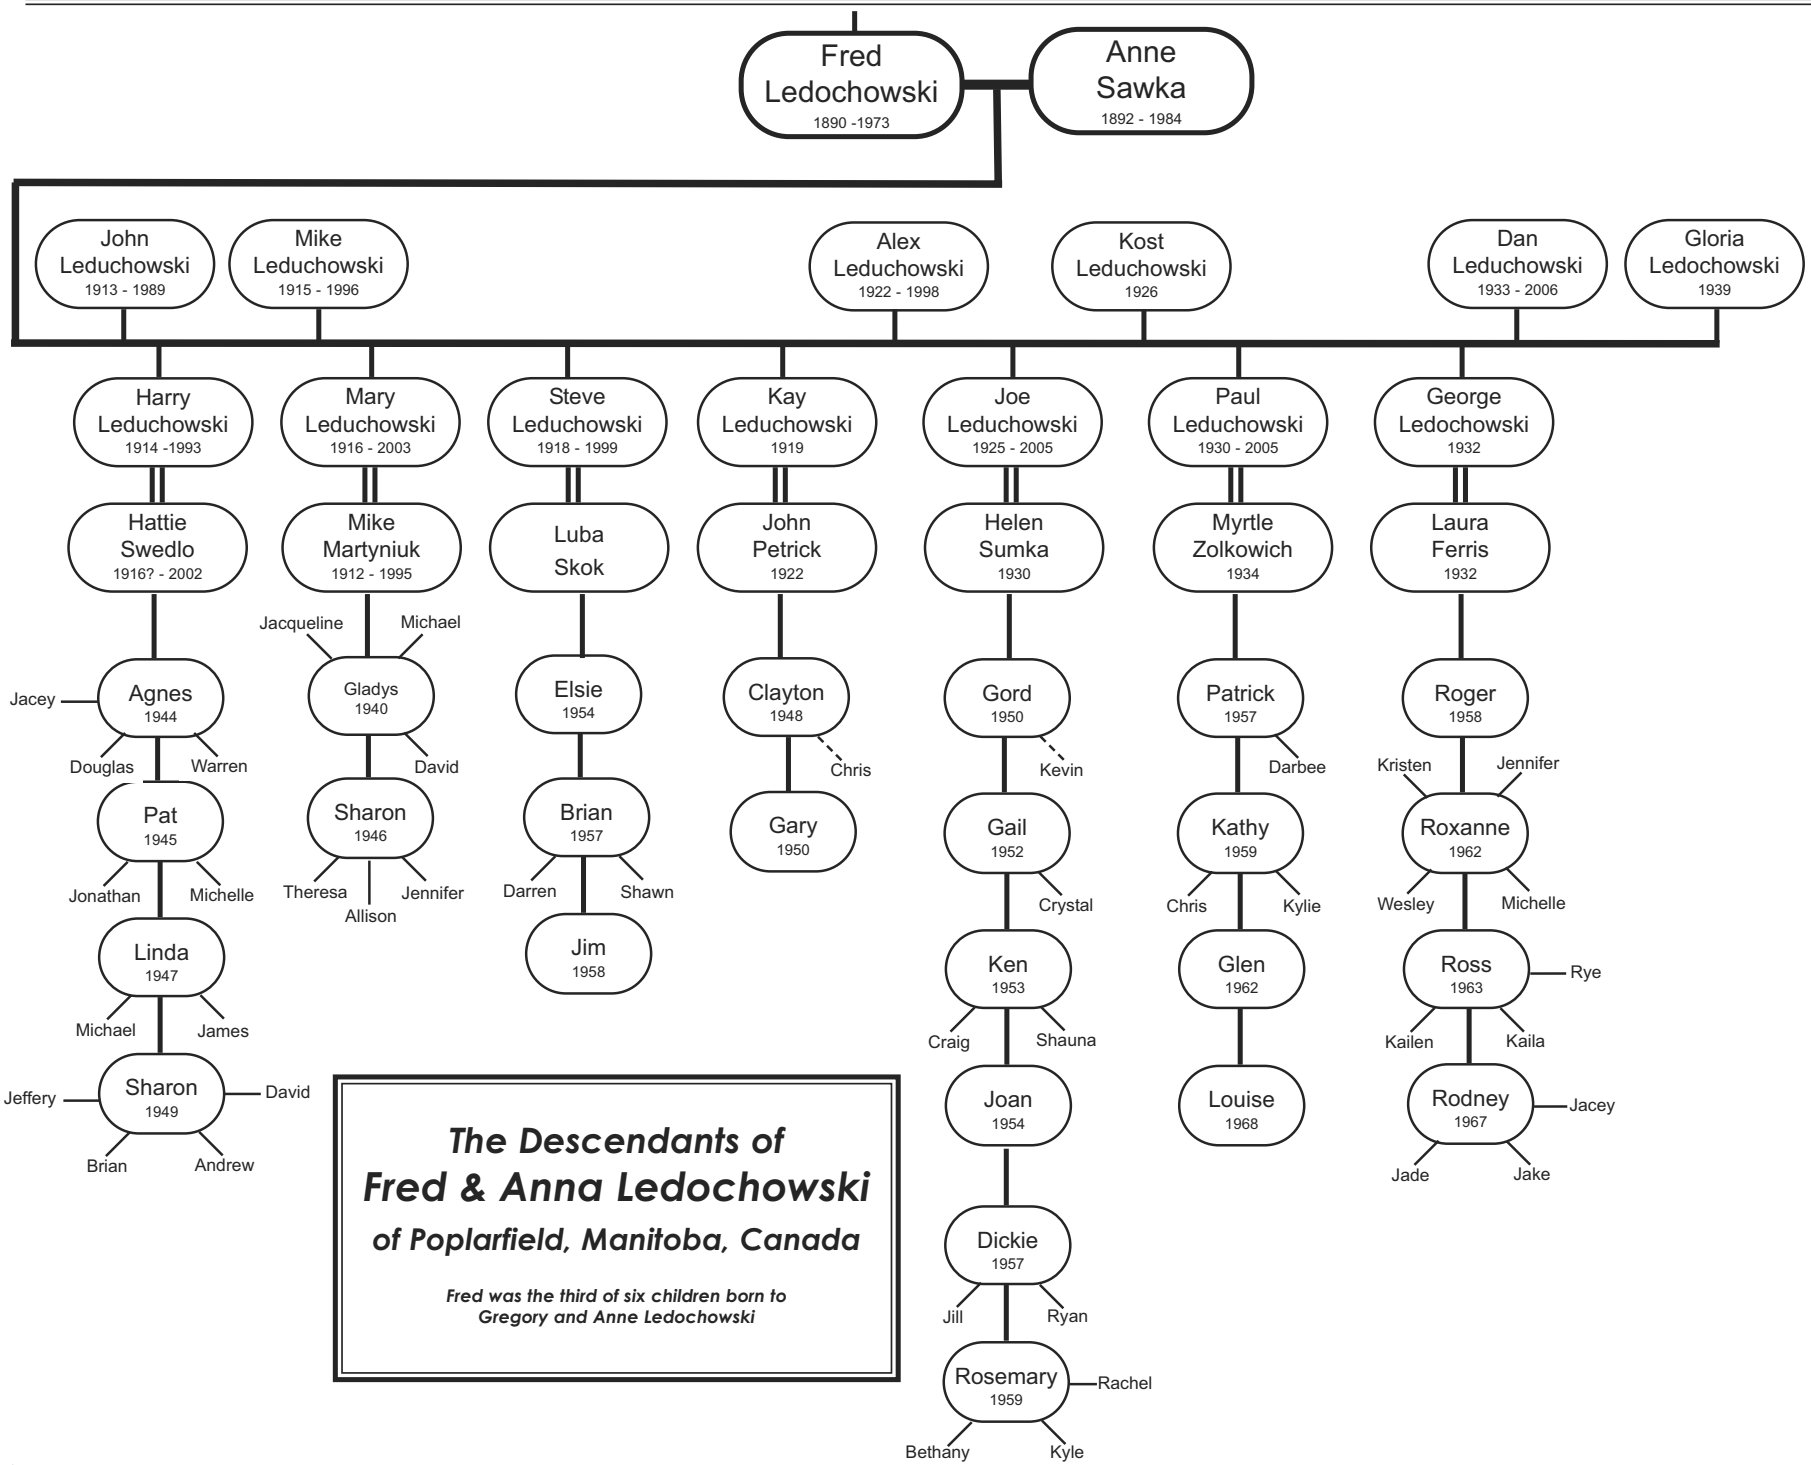 Fred
Ledochowski
1890 -1973
Anne
Sawka
1892 - 1984
John
Leduchowski
1913 - 1989
Mike
Leduchowski
1915 - 1996
Alex
Leduchowski
1922 - 1998
Kost
Leduchowski
1926
Dan
Leduchowski
1933 - 2006
Gloria
Ledochowski
1939
Harry
Leduchowski
1914 -1993
Mary
Leduchowski
1916 - 2003
Steve
Leduchowski
1918 - 1999
Kay
Leduchowski
1919
Joe
Leduchowski
1925 - 2005
Paul
Leduchowski
1930 - 2005
George
Ledochowski
1932
Hattie
Swedlo
1916? - 2002
Mike
Martyniuk
1912 - 1995
Luba
Skok
John
Petrick
1922
Helen
Sumka
1930
Myrtle
Zolkowich
1934
Laura
Ferris
1932
Jacey
Agnes
1944
Douglas
Warren
Pat
1945
Jonathan
Michelle
Linda
1947
Michael
James
Jeffery
Sharon
1949
David
Brian
Andrew
Jacqueline
Michael
Gladys
1940
David
Sharon
1946
Theresa
Allison
Jennifer
Elsie
1954
Brian
1957
Darren
Shawn
Jim
1958
Clayton
1948
Chris
Gary
1950
Gord
1950
Kevin
Gail
1952
Crystal
Ken
1953
Craig
Shauna
Joan
1954
Dickie
1957
Jill
Ryan
Rosemary
1959
Rachel
Bethany
Kyle
Patrick
1957
Darbee
Kathy
1959
Chris
Kylie
Glen
1962
Louise
1968
Roger
1958
Kristen
Jennifer
Roxanne
1962
Wesley
Michelle
Ross
1963
Rye
Kailen
Kaila
Rodney
1967
Jacey
Jade
Jake
The Descendants of
Fred & Anna Ledochowski
of Poplarfield, Manitoba, Canada
Fred was the third of six children born to
Gregory and Anne Ledochowski